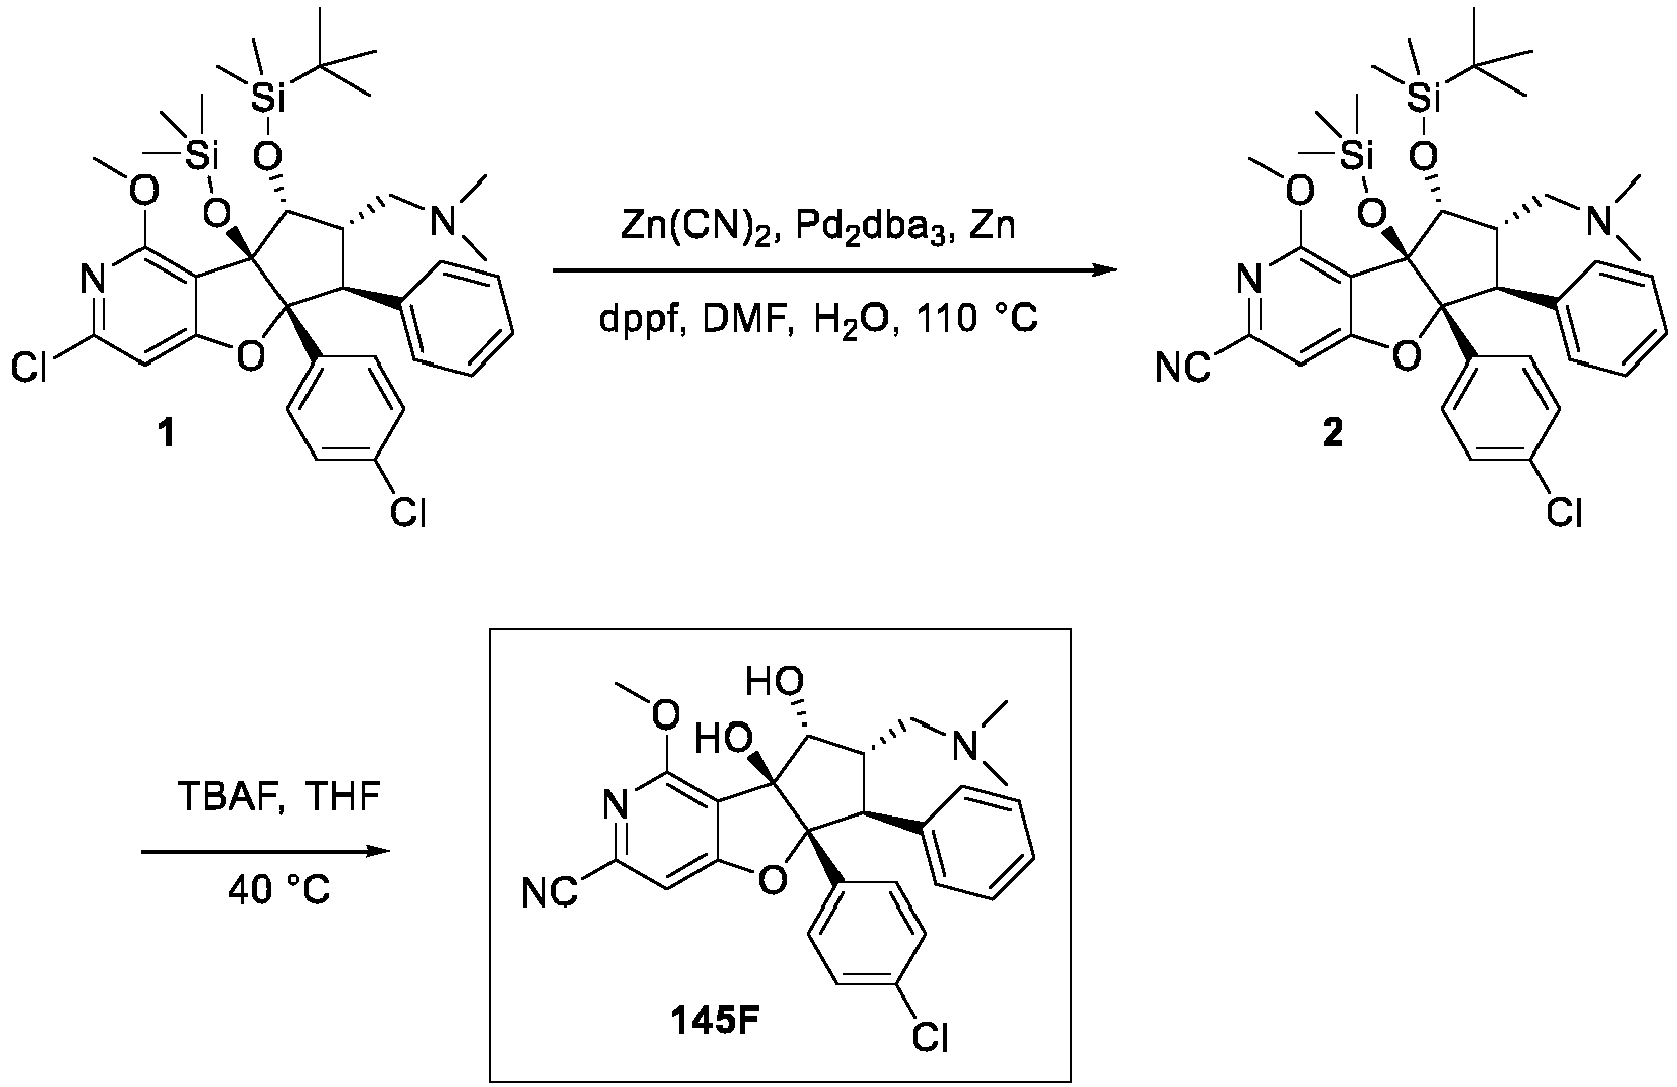 Si
Si
O
O
O
N
N
O
Cl
1
Cl
Zn(CN)2, Pd2dba3, Zn
dppf, DMF, H2O, 110 °C
Si
Si
O
O
O
N
N
O
NC
2
Cl
TBAF, THF
40 °C
HO
O
HO
N
N
O
NC
145F
Cl